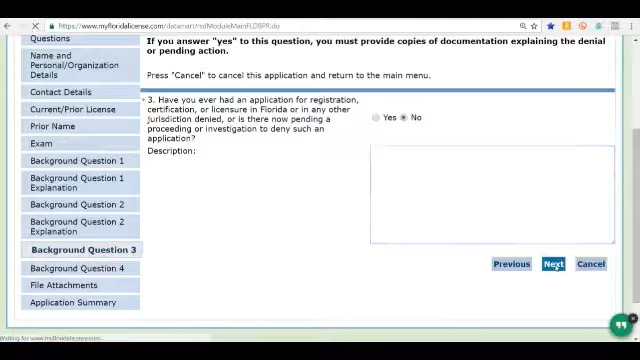 https://www.myfloridalicense.com/datamart/rsdModuleMainFLDBPR.do
Questions
Name and
Personal/Organization
Details
Contact Details
Current/Prior License
Prior Name
Exam
Background Question 1
Background Question 1
Explanation
Background Question 2
Background Question 2
Explanation
Background Question 3
Background Question 4
File Attachments
Application Summary
If you answer "yes" to this question, you must provide copies of documentation explaining the denial
or pending action.
Press "Cancel" to cancel this application and return to the main menu.
* 3. Have you ever had an application for registration,
certification, or licensure in Florida or in any other
jurisdiction denied, or is there now pending a
proceeding or investigation to deny such an
application?
Yes No
Description:
Previous Next Cancel
Waiting for www.myfloridalicense.com...